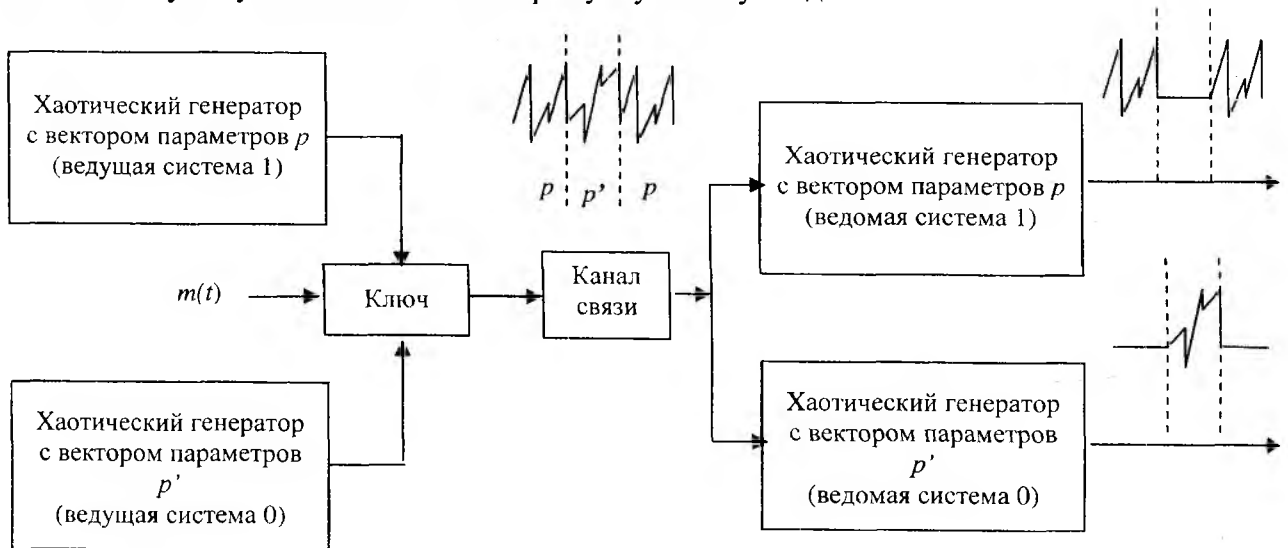 Хаотический генератор
с вектором параметров p
(ведущая система 1)
p p’ p
Хаотический генератор
с вектором параметров p
(ведомая система 1)
m(t)
Ключ
Канал
связи
Хаотический генератор
с вектором параметров
p’
(ведущая система 0)
Хаотический генератор
с вектором параметров
p’
(ведомая система 0)